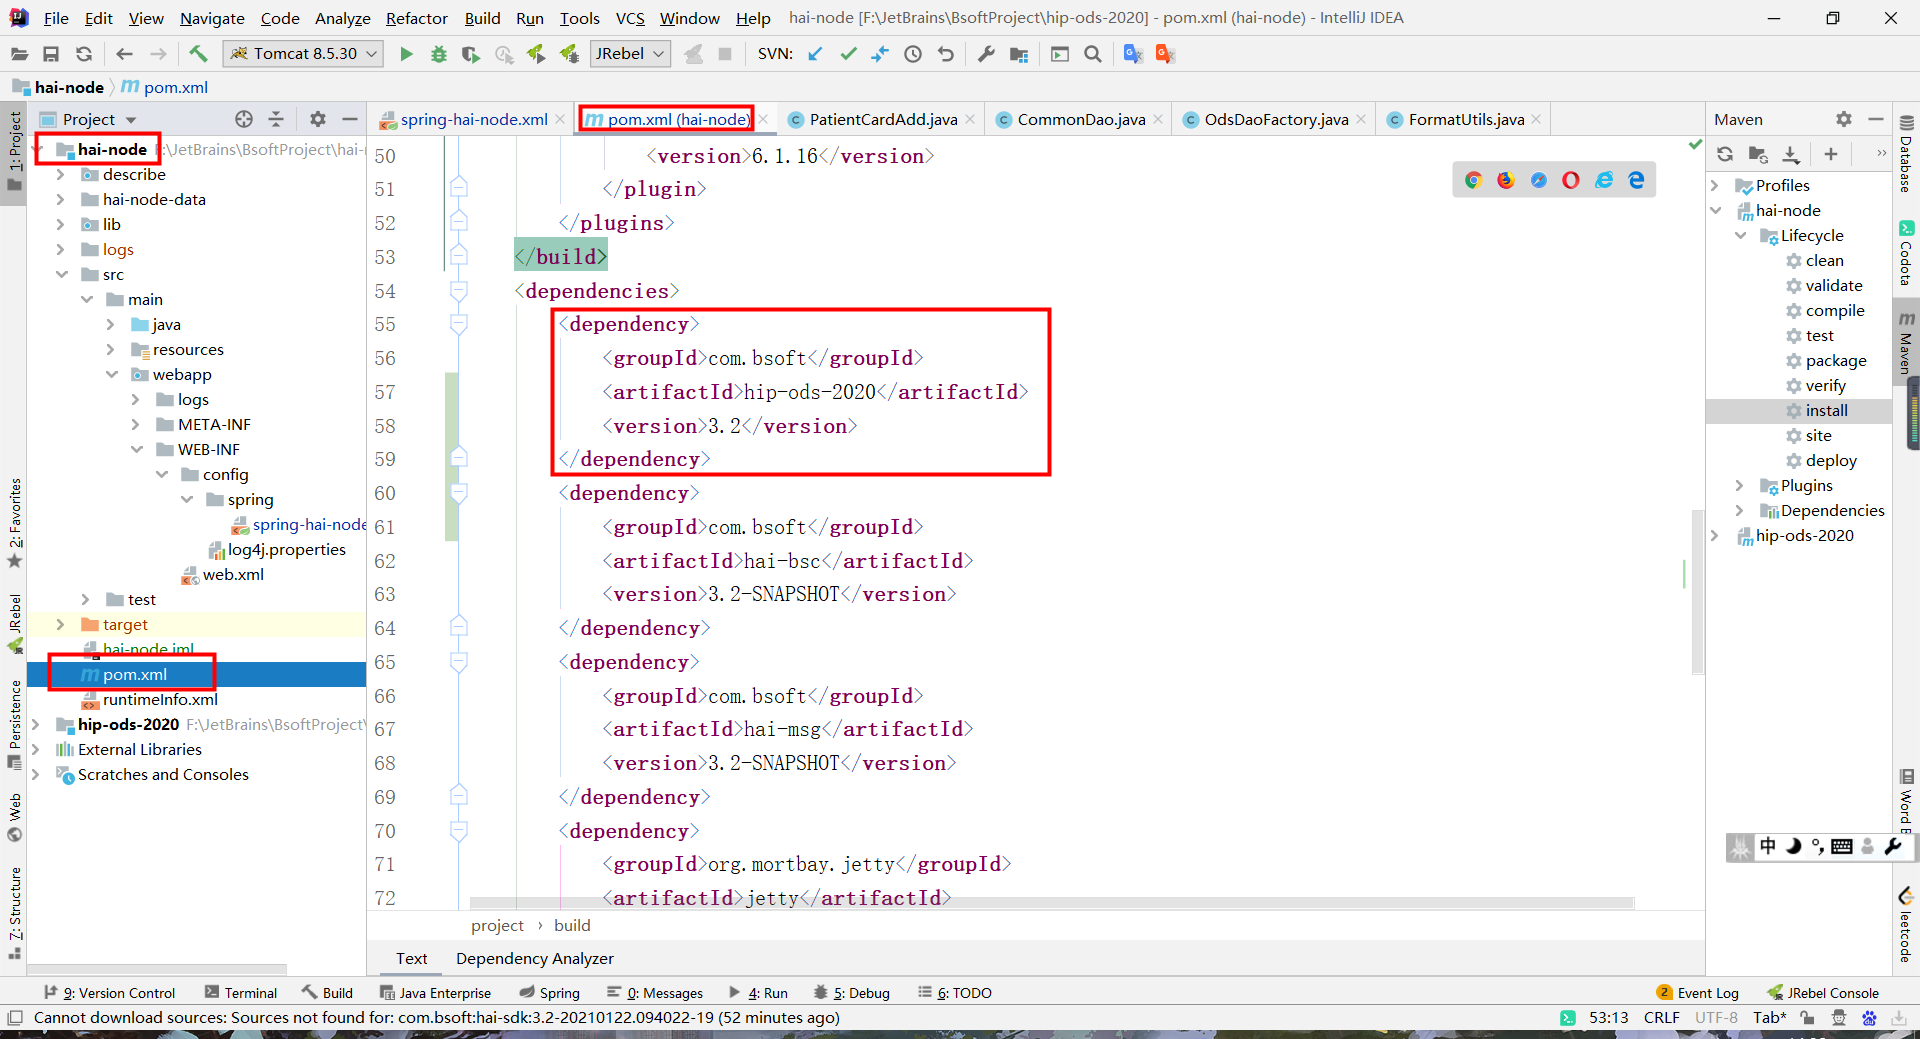 File Edit View Navigate Code Analyze Refactor Build Run Tools VCS Window Help hai-node [F:\JetBrains\BsoftProject\hip-ods-2020] - pom.xml (hai-node) - IntelliJ IDEA
Tomcat 8.5.30 JRebel SVN:
hai-node pom.xml
Project
spring-hai-node.xml pom.xml (hai-node) PatientCardAdd.java CommonDao.java OdsDaoFactory.java FormatUtils.java
Maven
1: Project
2: Favorites
JRebel
Persistence
Web
7: Structure
hai-node F:\JetBrains\BsoftProject\hai-
describe
hai-node-data
lib
logs
src
main
java
resources
webapp
logs
META-INF
WEB-INF
config
spring
spring-hai-node
log4j.properties
web.xml
test
target
hai-node.iml
pom.xml
runtimeInfo.xml
hip-ods-2020 F:\JetBrains\BsoftProject\
External Libraries
Scratches and Consoles
50 <version>6.1.16</version>
51 </plugin>
52 </plugins>
53 </build>
54 <dependencies>
55 <dependency>
56 <groupId>com.bsoft</groupId>
57 <artifactId>hip-ods-2020</artifactId>
58 <version>3.2</version>
59 </dependency>
60 <dependency>
61 <groupId>com.bsoft</groupId>
62 <artifactId>hai-bsc</artifactId>
63 <version>3.2-SNAPSHOT</version>
64 </dependency>
65 <dependency>
66 <groupId>com.bsoft</groupId>
67 <artifactId>hai-msg</artifactId>
68 <version>3.2-SNAPSHOT</version>
69 </dependency>
70 <dependency>
71 <groupId>org.mortbay.jetty</groupId>
72 <artifactId>jetty</artifactId>
project › build
Text Dependency Analyzer
Profiles
hai-node
Lifecycle
clean
validate
compile
test
package
verify
install
site
deploy
Plugins
Dependencies
hip-ods-2020
Database
Codota
Maven
Word B
leetcode
中
9: Version Control Terminal Build Java Enterprise Spring 0: Messages 4: Run 5: Debug 6: TODO 2 Event Log JRebel Console
Cannot download sources: Sources not found for: com.bsoft:hai-sdk:3.2-20210122.094022-19 (52 minutes ago) 53:13 CRLF UTF-8 Tab*